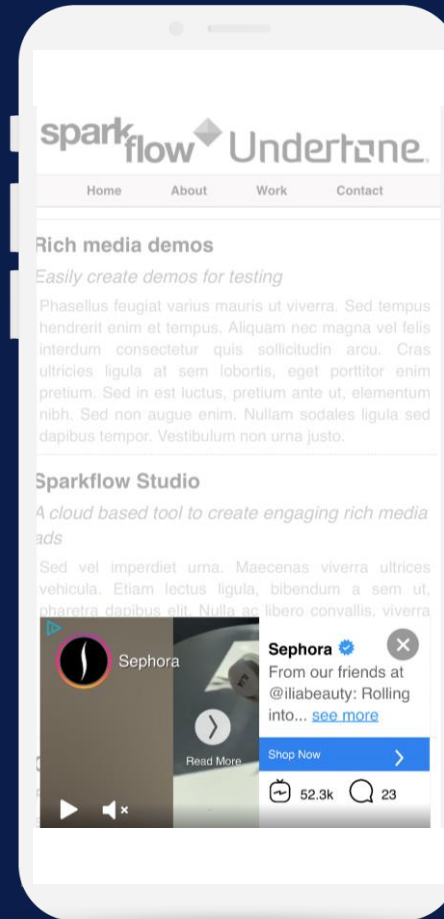 sparkflow Undertone.
Home About Work Contact
Rich media demos
Easily create demos for testing
Phasellus feugiat varius mauris ut viverra. Sed tempus
hendrerit enim et tempus. Aliquam nec magna vel felis
interdum consectetur quis sollicitudin arcu. Cras
ultricies ligula at sem lobortis, eget porttitor enim
pretium. Sed in est luctus, pretium ante ut, elementum
nibh. Sed non augue enim. Nullam sodales ligula sed
dapibus tempor. Vestibulum non urna justo.
Sparkflow Studio
A cloud based tool to create engaging rich media
ads
Sed vel imperdiet urna. Maecenas viverra ultrices
vehicula. Etiam lectus ligula, bibendum a sem ut,
pharetra dapibus elit. Nulla ac libero convallis, viverra
Sephora
Read More
Sephora
From our friends at
@iliabeauty: Rolling
into... see more
Shop Now
52.3k 23